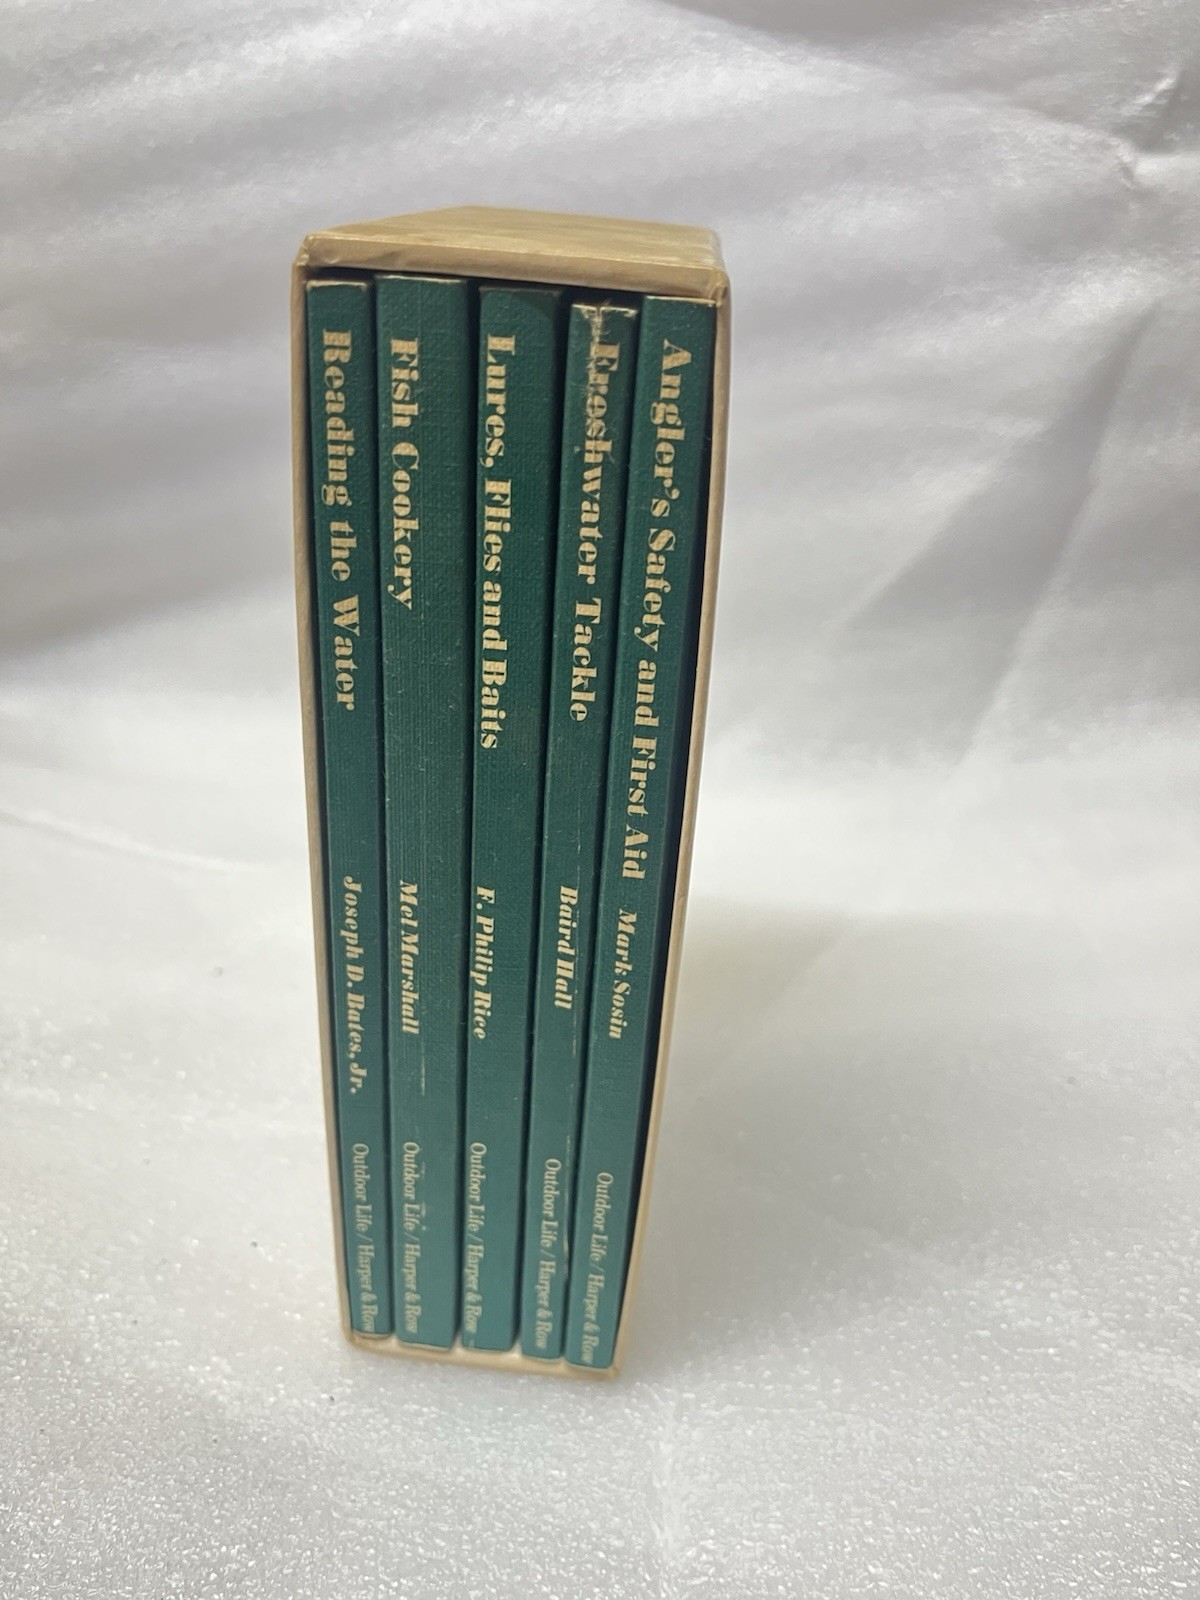 Reading the Water
Joseph D. Bates, Jr.
Outdoor Life / Harper & Row
Fish Cookery
Mel Marshall
Outdoor Life / Harper & Row
Lures, Flies and Baits
F. Philip Rice
Outdoor Life / Harper & Row
Freshwater Tackle
Baird Hall
Outdoor Life / Harper & Row
Angler's Safety and First Aid
Mark Sosin
Outdoor Life / Harper & Row